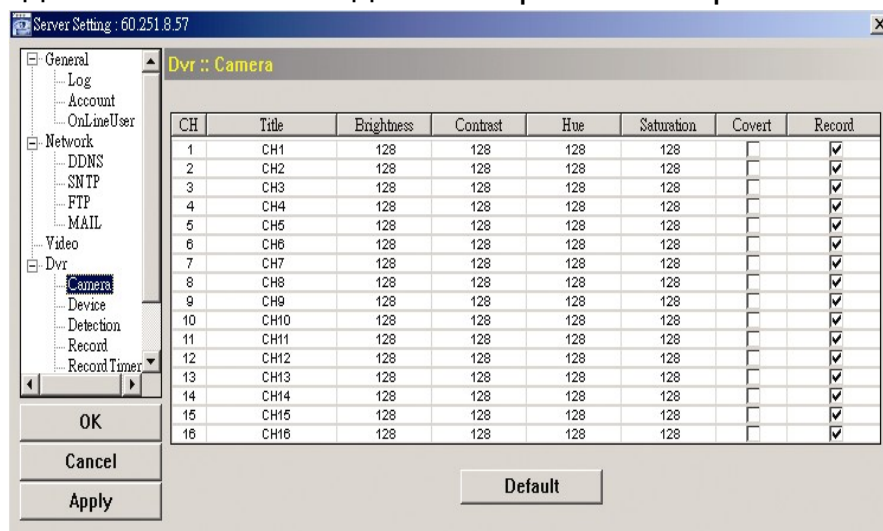 Server Setting : 60.251.8.57
General
Log
Account
OnLineUser
Network
DDNS
SNTP
FTP
MAIL
Video
Dvr
Camera
Device
Detection
Record
Record Timer
OK
Cancel
Apply
Dvr :: Camera
CH Title Brightness Contrast Hue Saturation Covert Record
1 CH1 128 128 128 128
2 CH2 128 128 128 128
3 CH3 128 128 128 128
4 CH4 128 128 128 128
5 CH5 128 128 128 128
6 CH6 128 128 128 128
7 CH7 128 128 128 128
8 CH8 128 128 128 128
9 CH9 128 128 128 128
10 CH10 128 128 128 128
11 CH11 128 128 128 128
12 CH12 128 128 128 128
13 CH13 128 128 128 128
14 CH14 128 128 128 128
15 CH15 128 128 128 128
16 CH16 128 128 128 128
Default